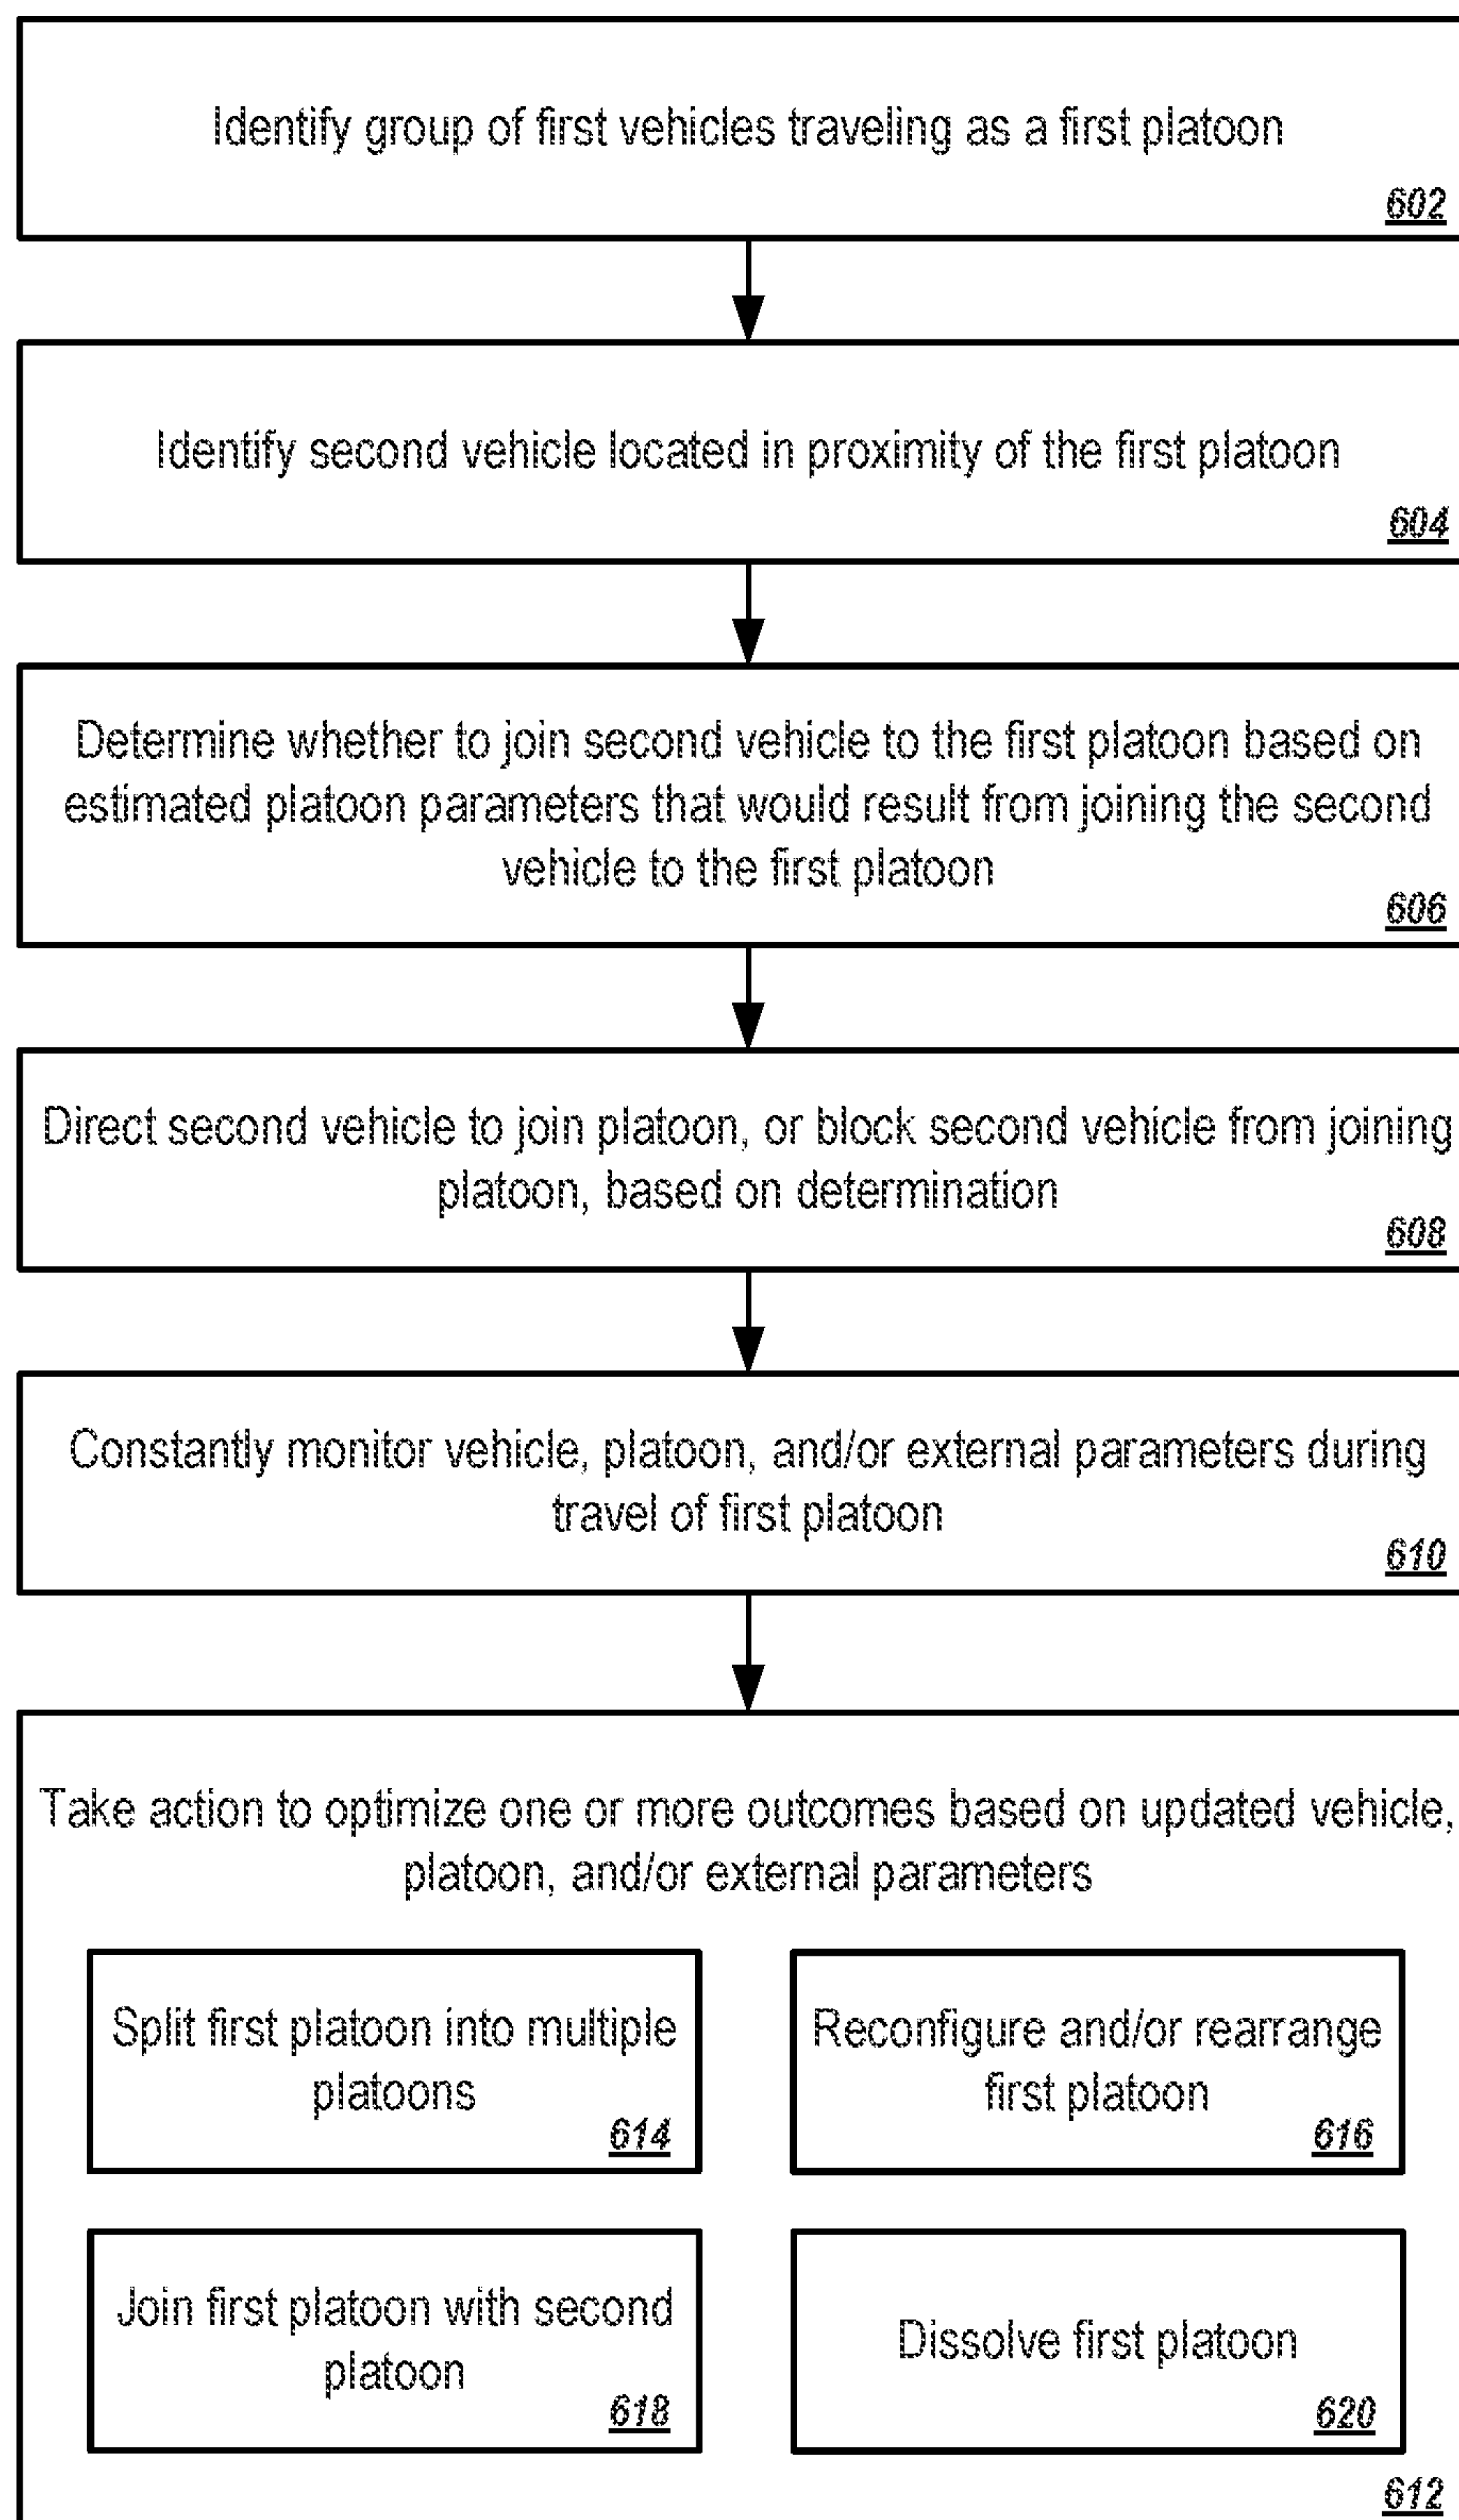 Identify group of first vehicles traveling as a first platoon
602
Identify second vehicle located in proximity of the first platoon
604
Determine whether to join second vehicle to the first platoon based on
estimated platoon parameters that would result from joining the second
vehicle to the first platoon
606
Direct second vehicle to join platoon, or block second vehicle from joining
platoon, based on determination
608
Constantly monitor vehicle, platoon, and/or external parameters during
travel of first platoon
610
Take action to optimize one or more outcomes based on updated vehicle,
platoon, and/or external parameters
Split first platoon into multiple
platoons
614
Reconfigure and/or rearrange
first platoon
616
Join first platoon with second
platoon
618
Dissolve first platoon
620
612